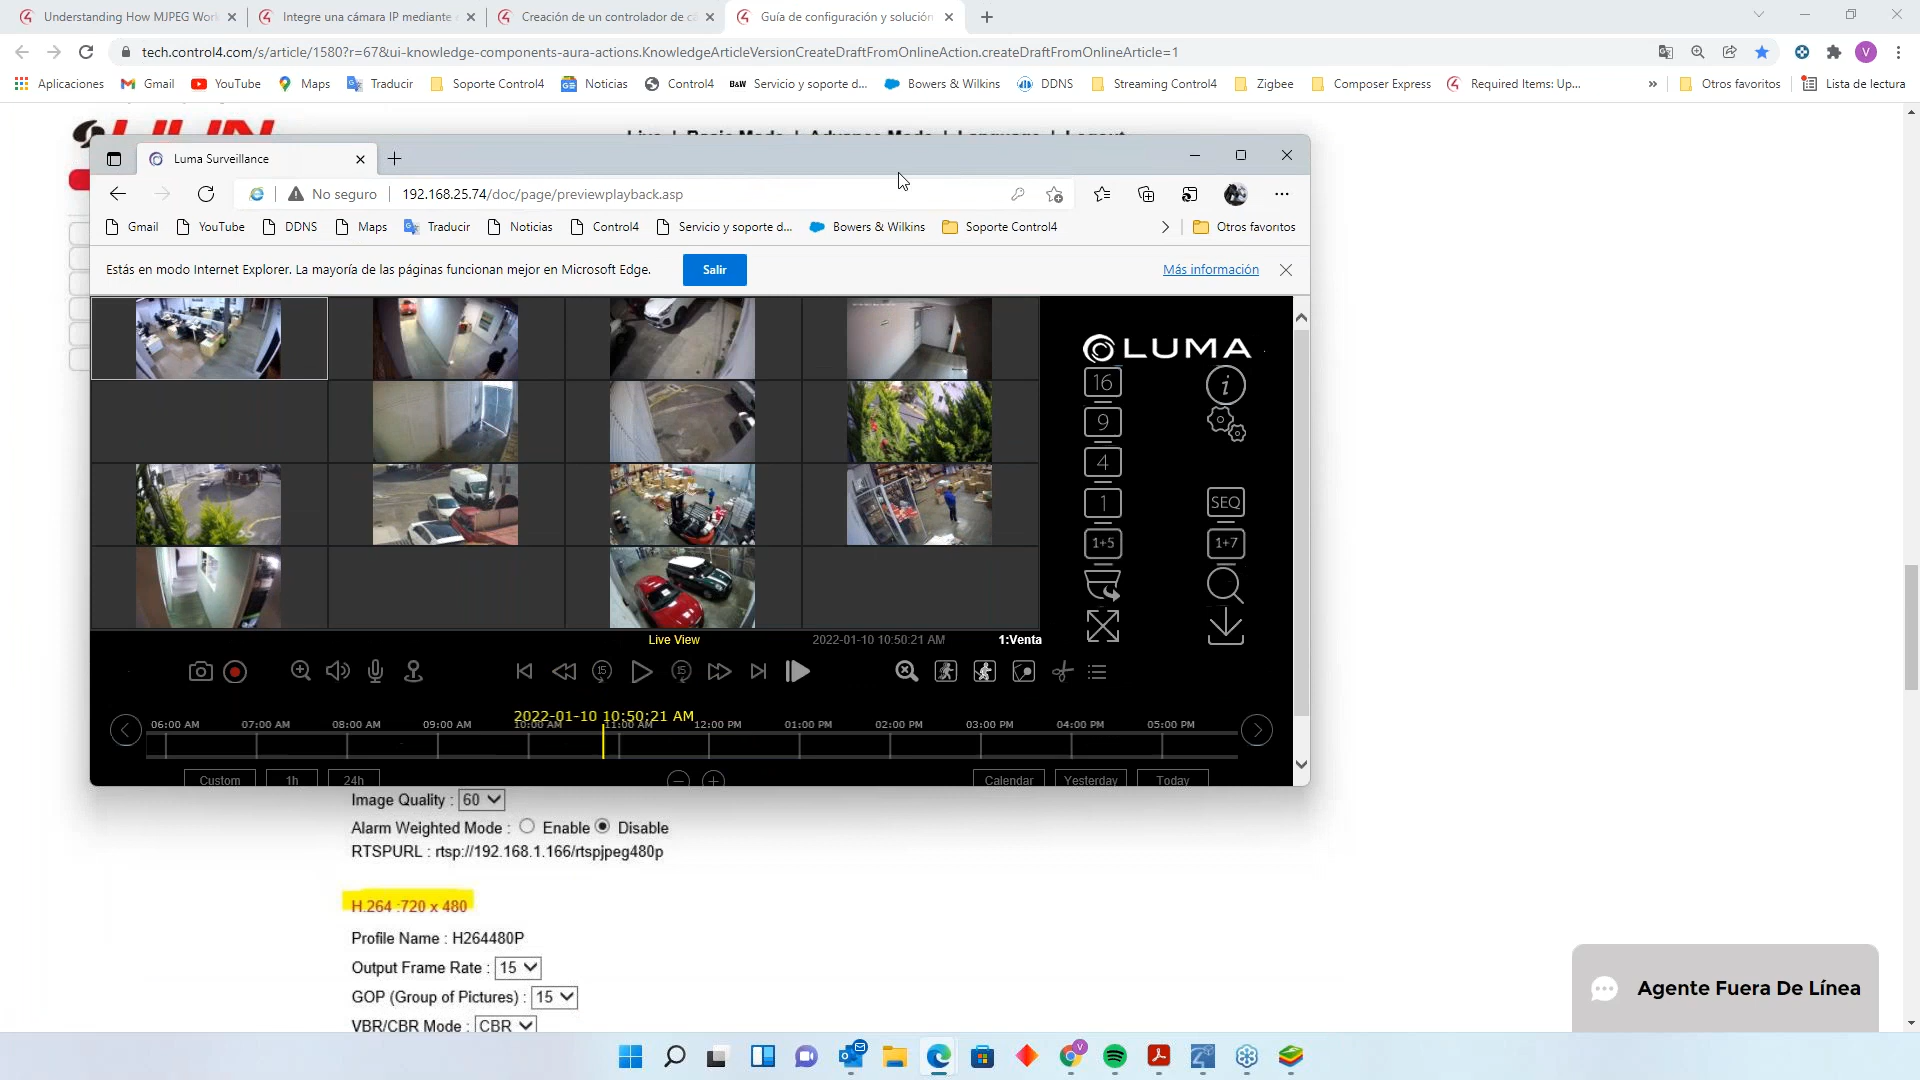 Understanding How MJPEG Worl
Integre una cámara IP mediante
Creación de un controlador de cá
Guía de configuración y solución
tech.control4.com/s/article/1580?r=67&ui-knowledge-components-aura-actions.KnowledgeArticleVersionCreateDraftFromOnlineAction.createDraftFromOnlineArticle=1
V
Aplicaciones
Gmail
YouTube
Maps
Traducir
Soporte Control4
Noticias
Control4
B&W Servicio y soporte d...
Bowers & Wilkins
DDNS
Streaming Control4
Zigbee
Composer Express
Required Items: Up...
»
Otros favoritos
Lista de lectura
Live | Basic Mode | Advance Mode | Language | Logout
Luma Surveillance
No seguro
192.168.25.74/doc/page/previewplayback.asp
Gmail
YouTube
DDNS
Maps
Traducir
Noticias
Control4
Servicio y soporte d...
Bowers & Wilkins
Soporte Control4
Otros favoritos
Estás en modo Internet Explorer. La mayoría de las páginas funcionan mejor en Microsoft Edge.
Salir
Más información
LUMA
16
i
9
4
1
SEQ
1+5
1+7
Live View
2022-01-10 10:50:21 AM
1:Venta
15
15
2022-01-10 10:50:21 AM
06:00 AM
07:00 AM
08:00 AM
09:00 AM
10:00 AM
11:00 AM
12:00 PM
01:00 PM
02:00 PM
03:00 PM
04:00 PM
05:00 PM
Custom
1h
24h
Calendar
Yesterday
Today
Image Quality : 60
Alarm Weighted Mode : Enable Disable
RTSPURL : rtsp://192.168.1.166/rtspjpeg480p
H.264 :720 x 480
Profile Name : H264480P
Output Frame Rate : 15
GOP (Group of Pictures) : 15
VBR/CBR Mode : CBR
Agente Fuera De Línea
V